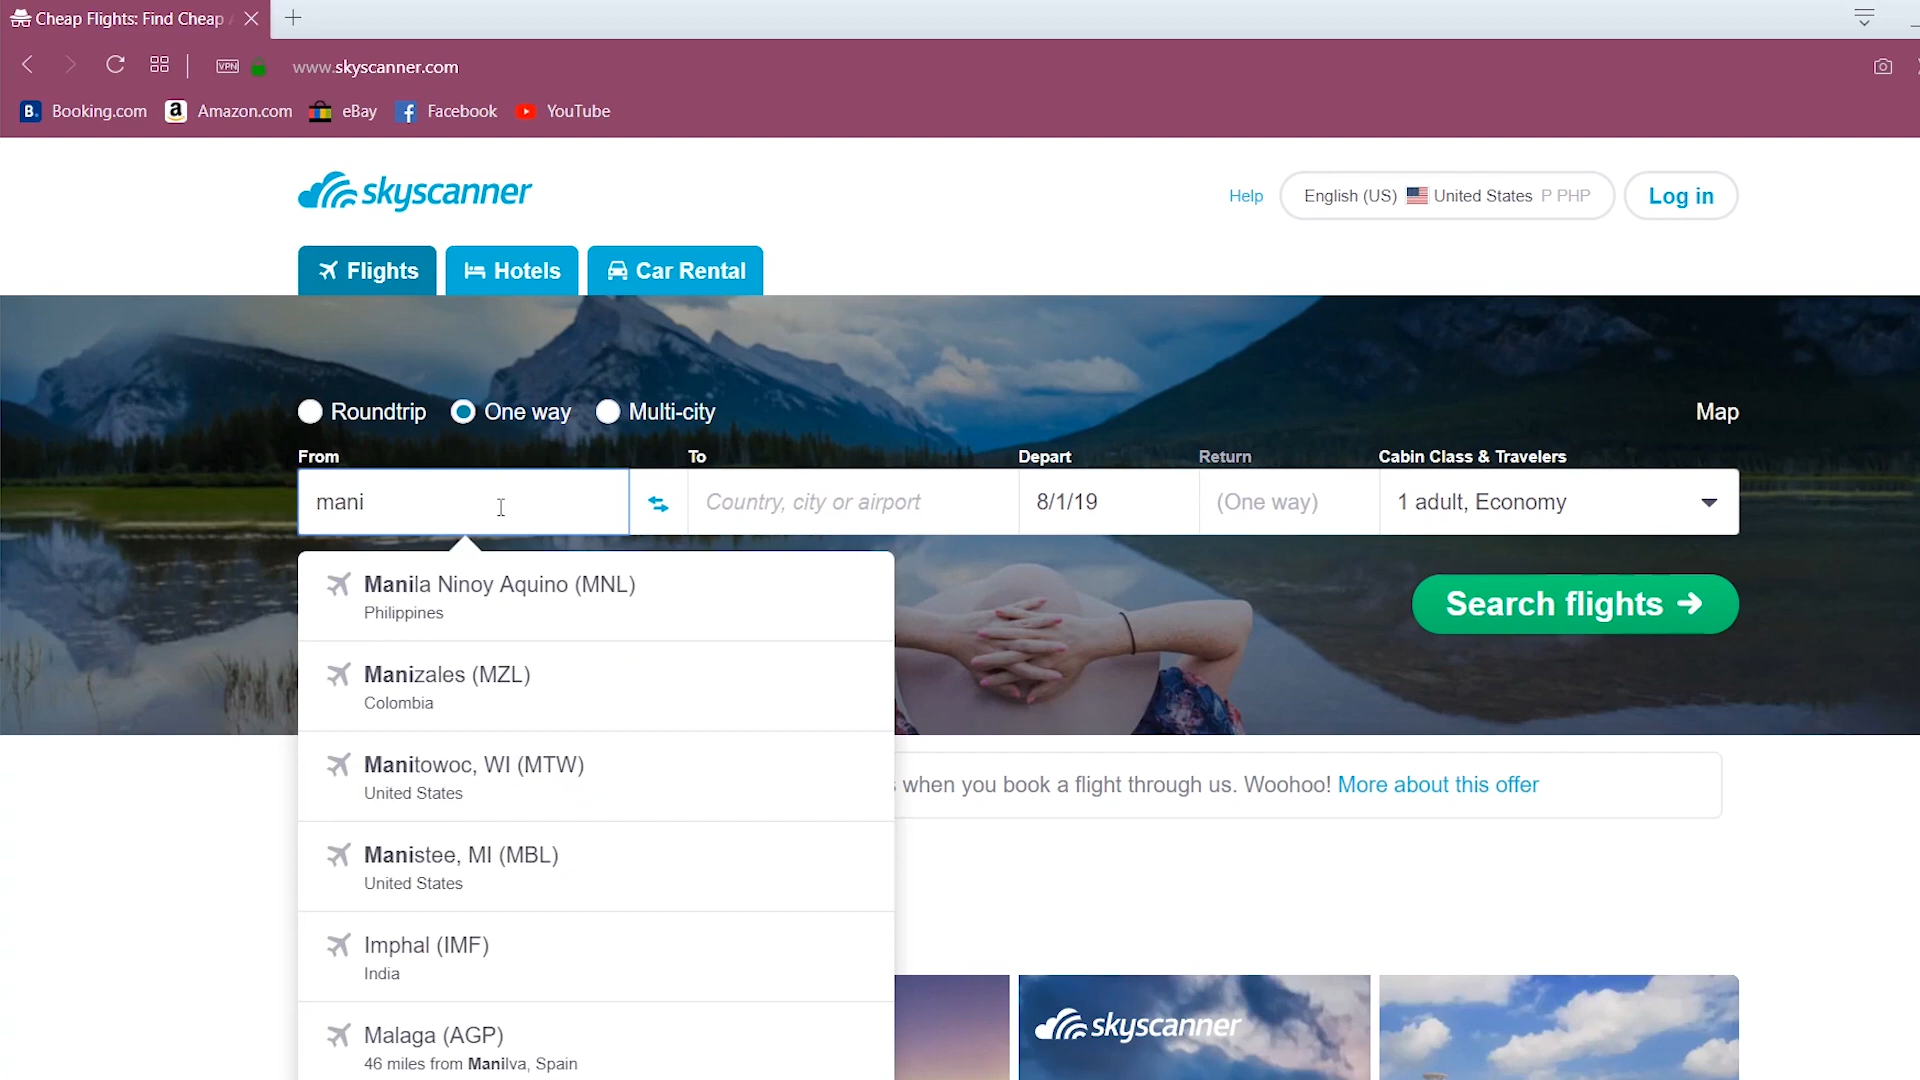 Cheap Flights: Find Cheap
VPN
www.skyscanner.com
B. Booking.com
a Amazon.com
eBay
f Facebook
YouTube
skyscanner
Help
English (US) United States P PHP
Log in
Flights
Hotels
Car Rental
Roundtrip
One way
Multi-city
Map
From
To
Depart
Return
Cabin Class & Travelers
mani
Country, city or airport
8/1/19
(One way)
1 adult, Economy
Manila Ninoy Aquino (MNL)
Philippines
Search flights
Manizales (MZL)
Colombia
Manitowoc, WI (MTW)
United States
when you book a flight through us. Woohoo! More about this offer
Manistee, MI (MBL)
United States
Imphal (IMF)
India
Malaga (AGP)
46 miles from Manilva, Spain
skyscanner